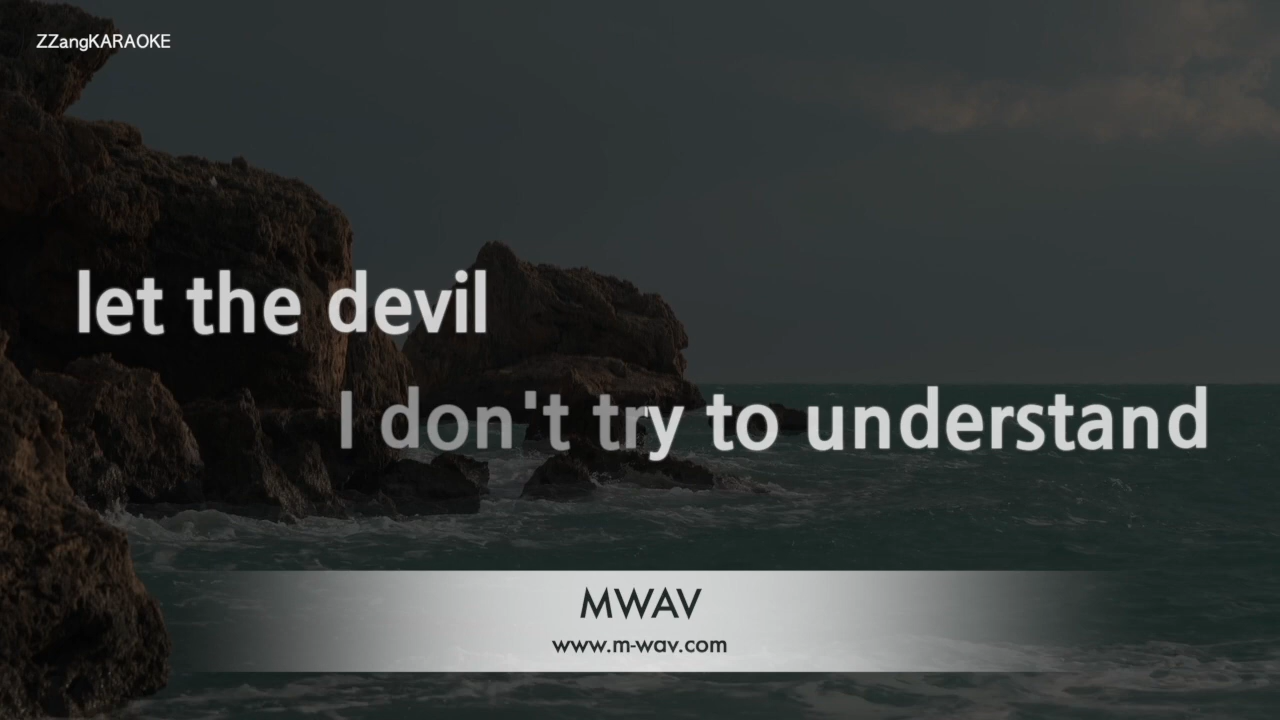 ZZangKARAOKE
let the devil
I don't try to understand
MWAV
www.m-wav.com